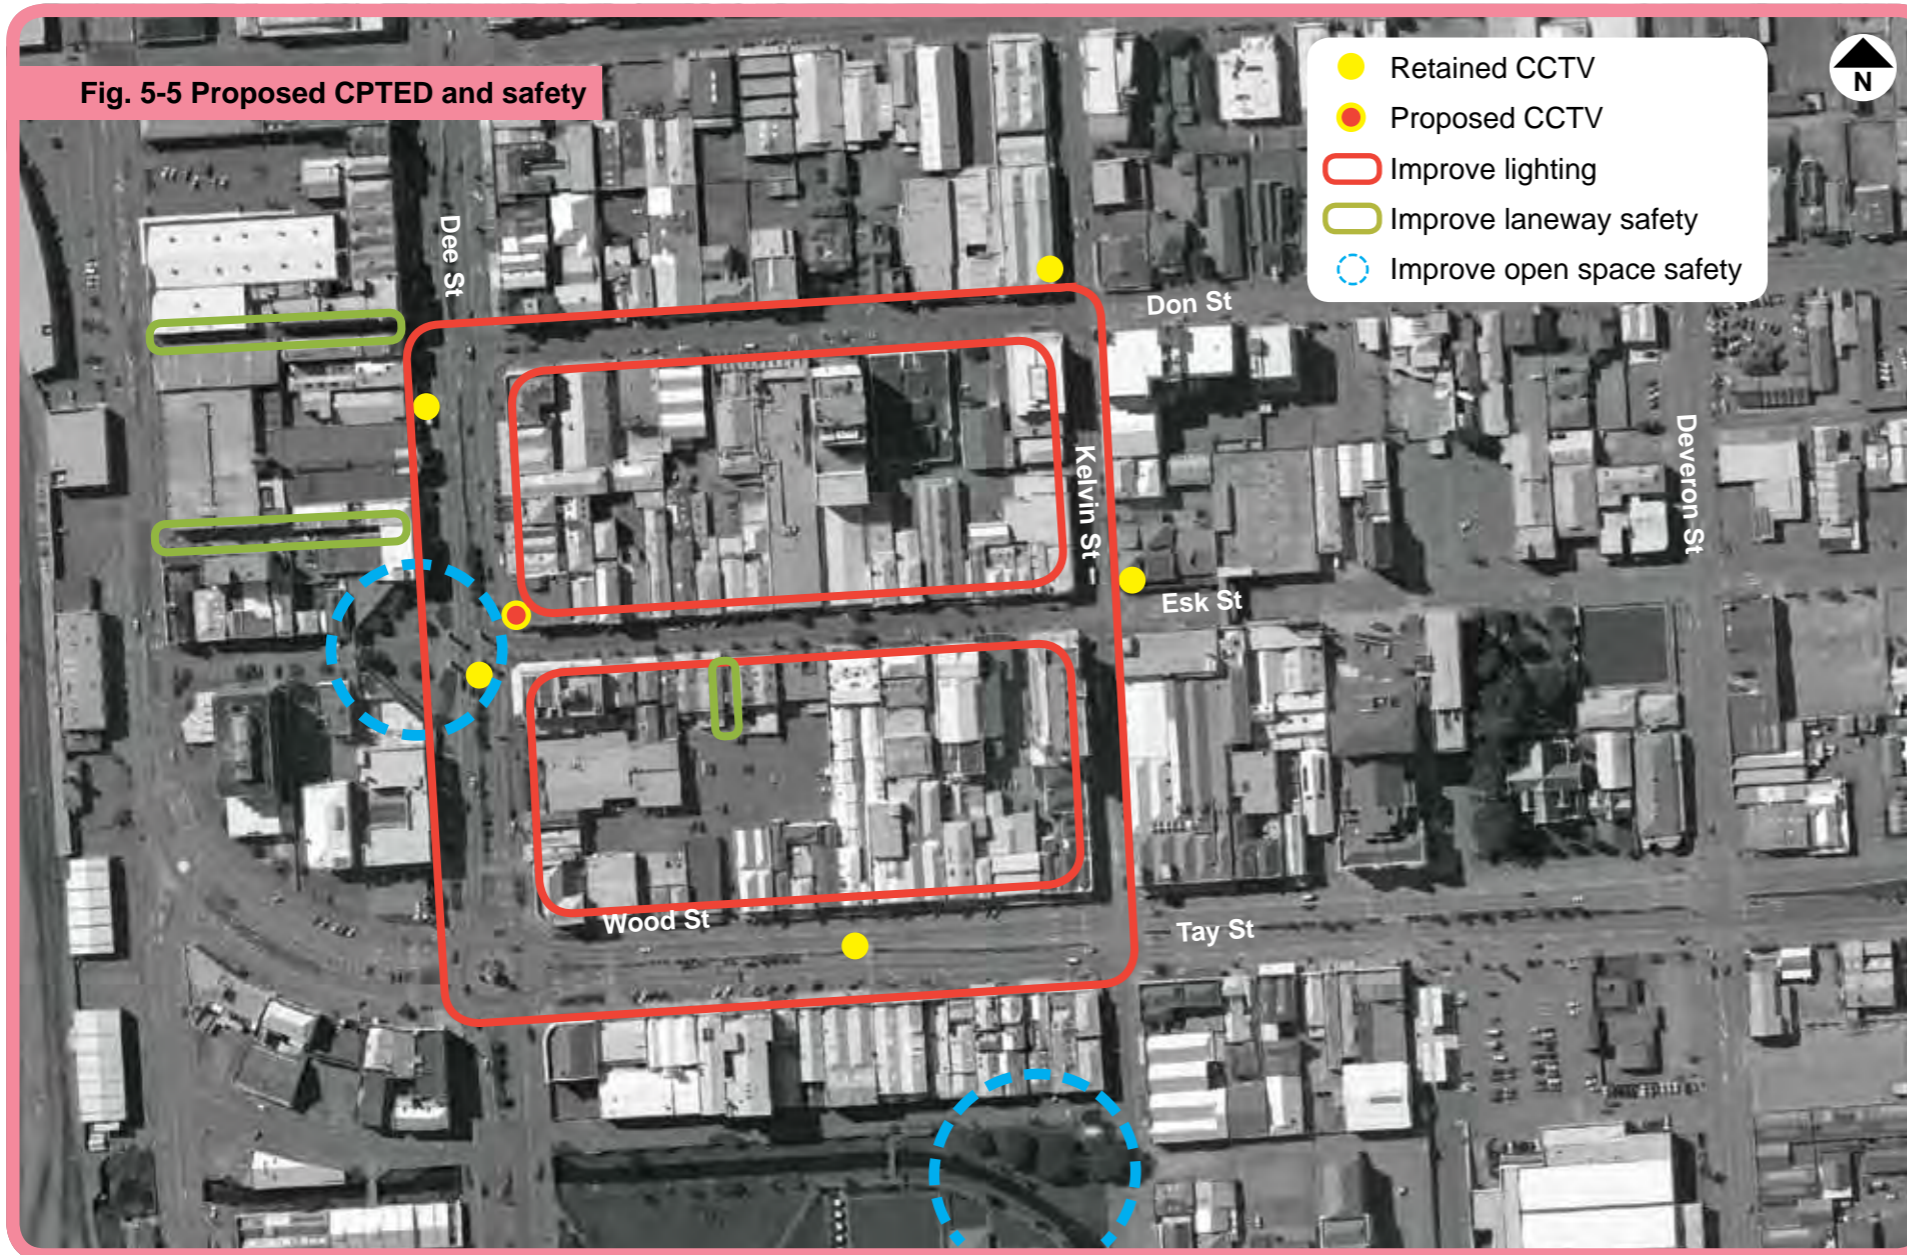 Fig. 5-5 Proposed CPTED and safety
Retained CCTV
Proposed CCTV
Improve lighting
Improve laneway safety
Improve open space safety
N
Dee St
Don St
Kelvin St
Deveron St
Esk St
Wood St
Tay St